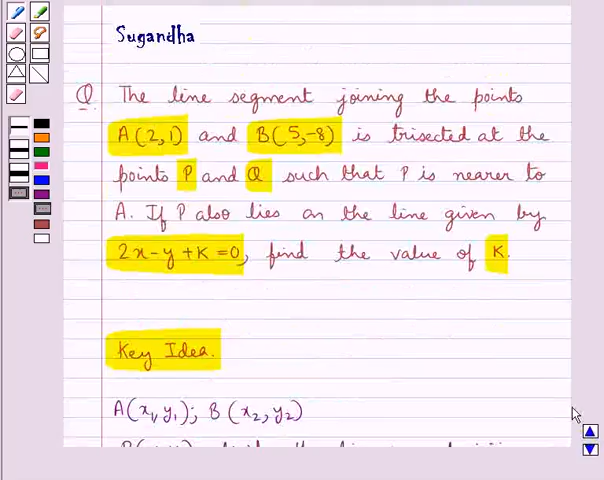 Sugandha
Q The line segment joining the points
A(2,1) and B(5,-8) is trisected at the
points P and Q such that P is nearer to
A. If P also lies on the line given by
2x-y+K=0, find the value of K.
Key Idea.
A(x₁,y₁); B(x₂,y₂)